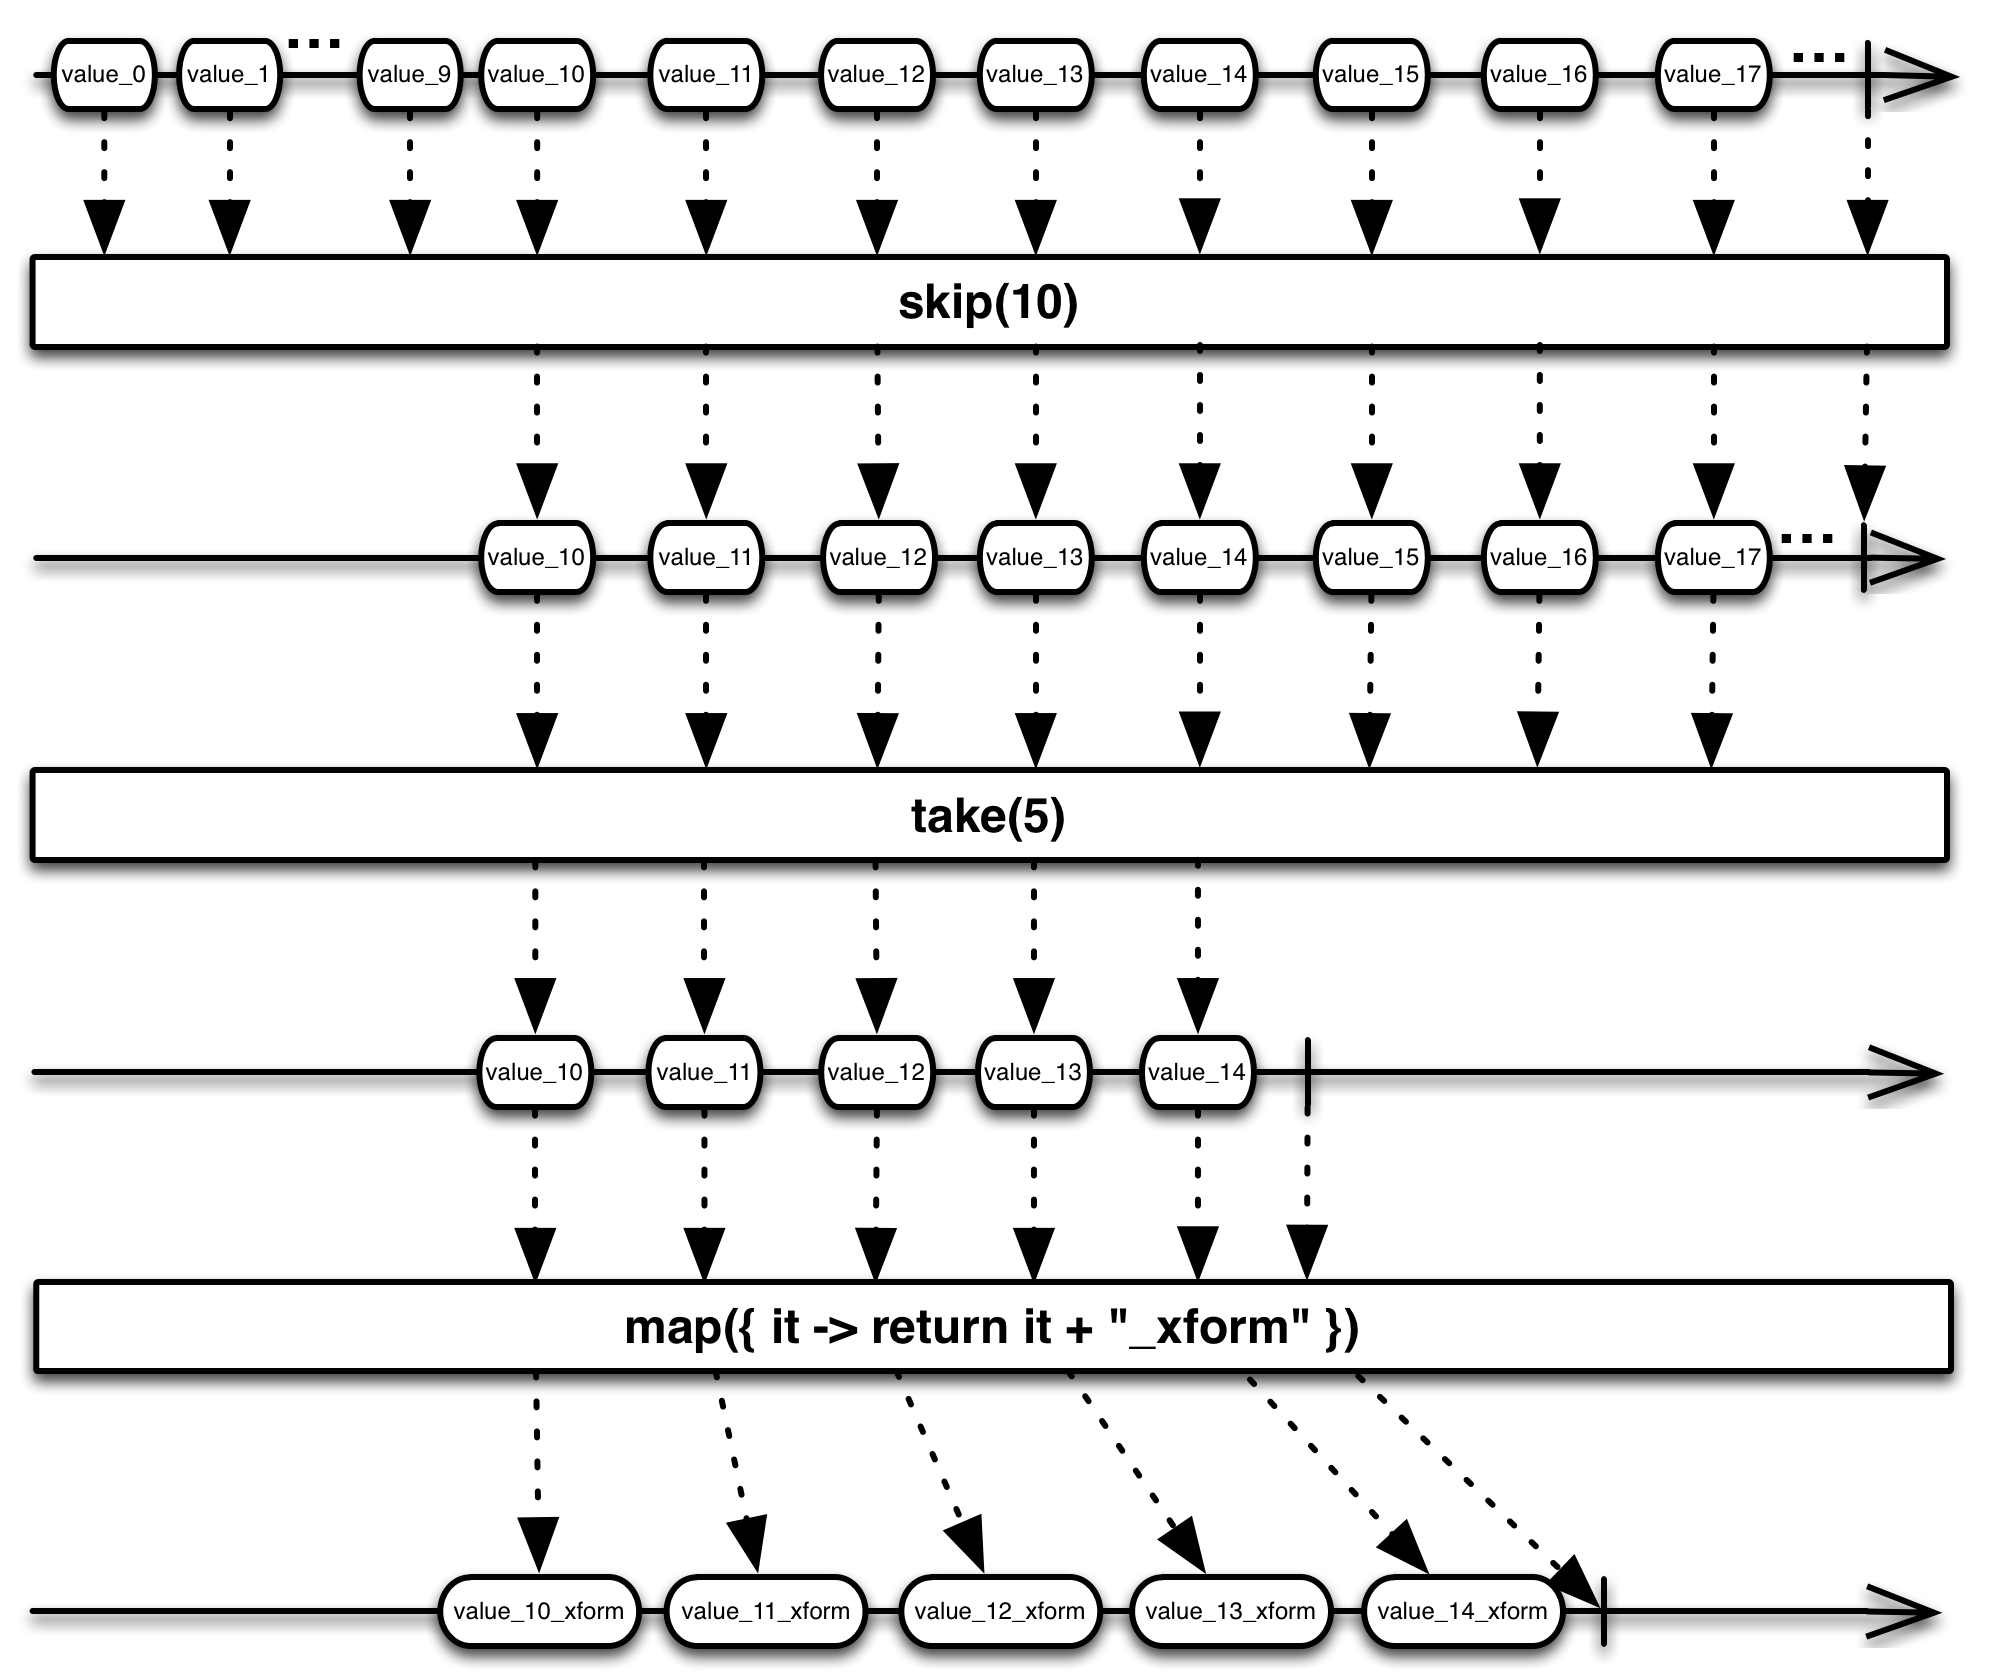 value_0 value_1 ... value_9 value_10 value_11 value_12 value_13 value_14 value_15 value_16 value_17 ...
skip(10)
value_10 value_11 value_12 value_13 value_14 value_15 value_16 value_17 ...
take(5)
value_10 value_11 value_12 value_13 value_14
map({ it -> return it + "_xform" })
value_10_xform value_11_xform value_12_xform value_13_xform value_14_xform